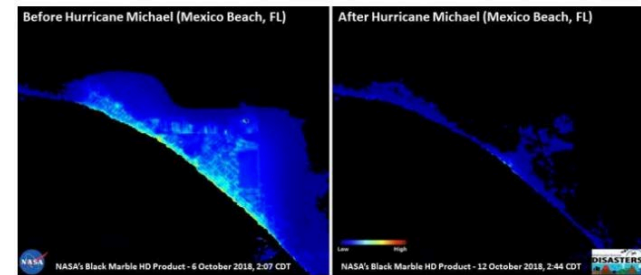 Before Hurricane Michael (Mexico Beach, FL)
After Hurricane Michael (Mexico Beach, FL)
Low
High
NASA
NASA's Black Marble HD Product - 6 October 2018, 2:07 CDT
NASA's Black Marble HD Product - 12 October 2018, 2:44 CDT
DISASTERS